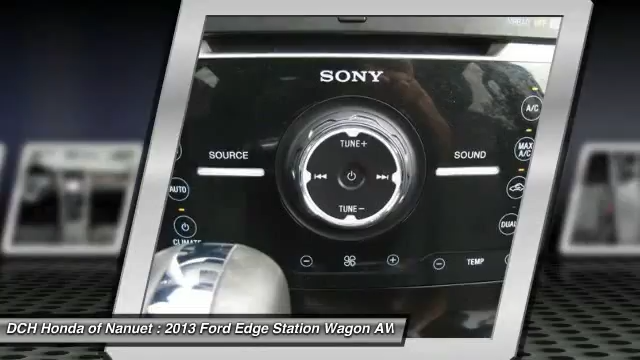 SONY
A/C
TUNE+
MAX
A/C
SOURCE
SOUND
AUTO
TUNE−
DUAL
CLIMATE
TEMP
DCH Honda of Nanuet : 2013 Ford Edge Station Wagon AW